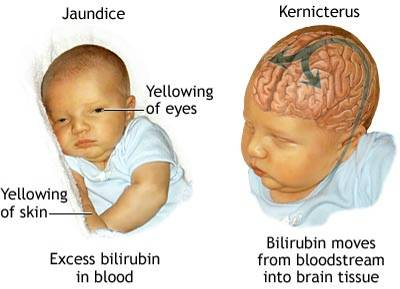 Jaundice
Yellowing
of eyes
Yellowing
of skin
Excess bilirubin
in blood
Kernicterus
Bilirubin moves
from bloodstream
into brain tissue